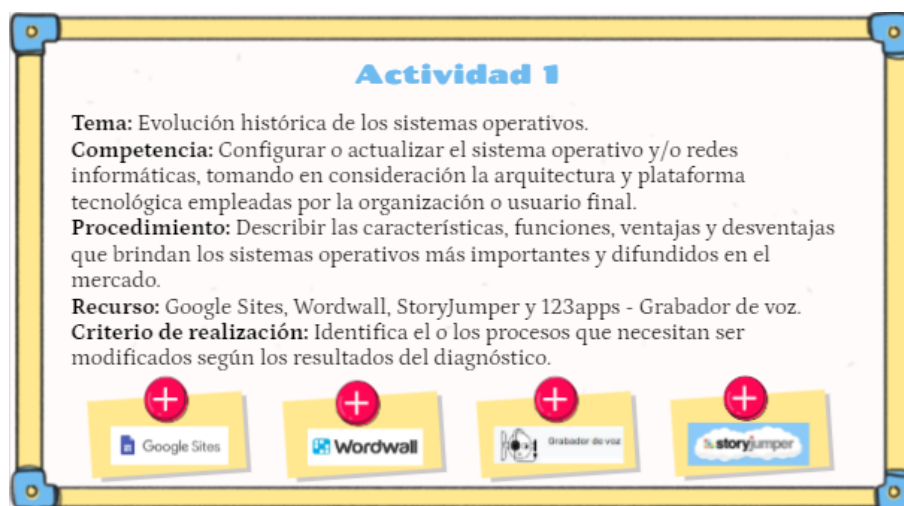 Actividad 1
Tema: Evolución histórica de los sistemas operativos.
Competencia: Configurar o actualizar el sistema operativo y/o redes
informáticas, tomando en consideración la arquitectura y plataforma
tecnológica empleadas por la organización o usuario final.
Procedimiento: Describir las características, funciones, ventajas y desventajas
que brindan los sistemas operativos más importantes y difundidos en el
mercado.
Recurso: Google Sites, Wordwall, StoryJumper y 123apps - Grabador de voz.
Criterio de realización: Identifica el o los procesos que necesitan ser
modificados según los resultados del diagnóstico.
Google Sites
Wordwall
Grabador de voz
storyjumper